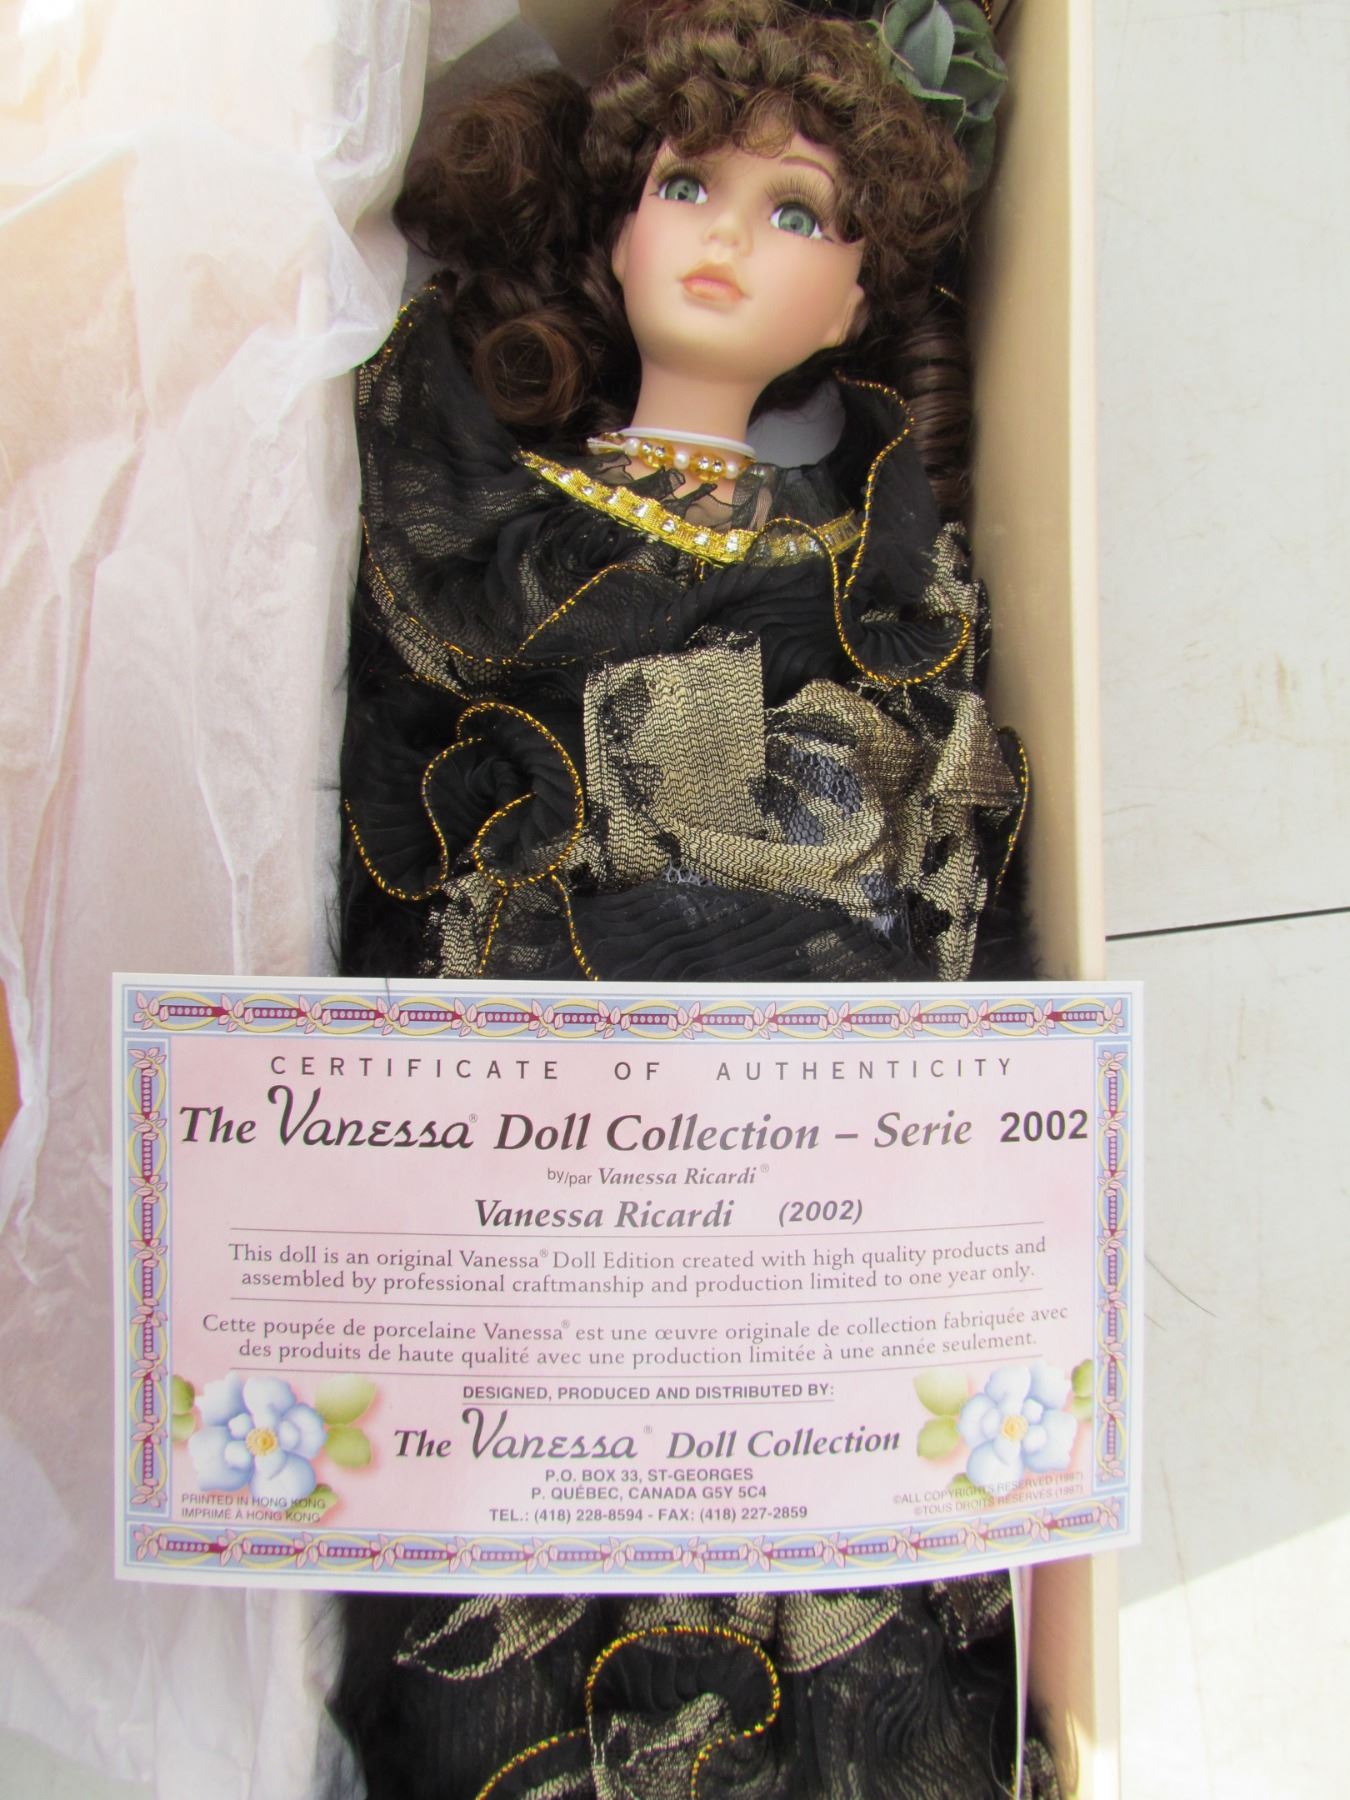 CERTIFICATE OF AUTHENTICITY
The Vanessa® Doll Collection – Serie 2002
by/par Vanessa Ricardi®
Vanessa Ricardi (2002)
This doll is an original Vanessa® Doll Edition created with high quality products and
assembled by professional craftmanship and production limited to one year only.
Cette poupée de porcelaine Vanessa® est une œuvre originale de collection fabriquée avec
des produits de haute qualité avec une production limitée à une année seulement.
DESIGNED, PRODUCED AND DISTRIBUTED BY:
The Vanessa® Doll Collection
P.O. BOX 33, ST-GEORGES
P. QUÉBEC, CANADA G5Y 5C4
TEL.: (418) 228-8594 - FAX: (418) 227-2859
PRINTED IN HONG KONG
IMPRIMÉ À HONG KONG
©ALL COPYRIGHTS RESERVED (1997)
©TOUS DROITS RÉSERVÉS (1997)